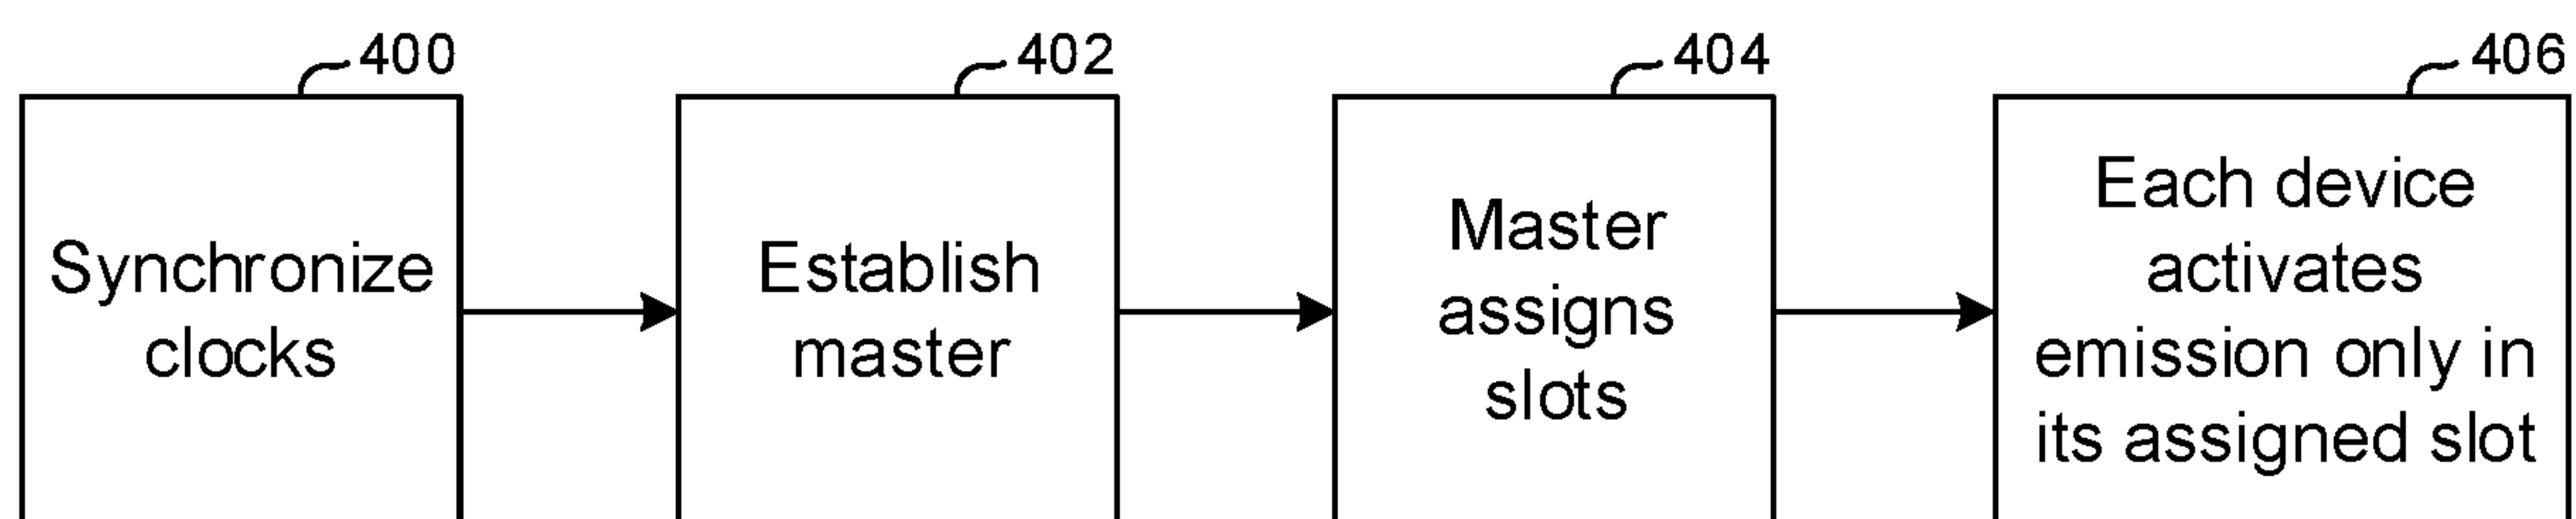 400
Synchronize
clocks
402
Establish
master
404
Master
assigns
slots
406
Each device
activates
emission only in
its assigned slot